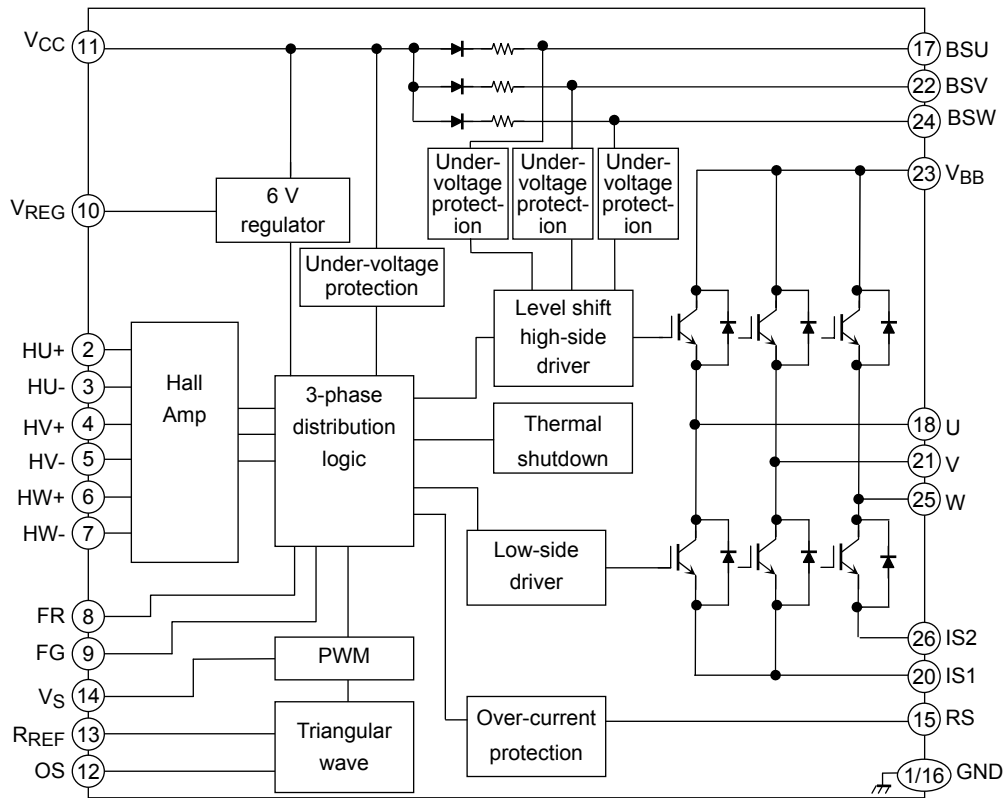 VCC 11
17 BSU
22 BSV
24 BSW
23 VBB
Under-
voltage
protect-
ion
Under-
voltage
protect-
ion
Under-
voltage
protect-
ion
VREG 10
6 V
regulator
Under-voltage
protection
Level shift
high-side
driver
HU+ 2
HU- 3
HV+ 4
HV- 5
HW+ 6
HW- 7
Hall
Amp
3-phase
distribution
logic
Thermal
shutdown
18 U
21 V
25 W
Low-side
driver
FR 8
FG 9
VS 14
RREF 13
OS 12
PWM
Triangular
wave
Over-current
protection
26 IS2
20 IS1
15 RS
1/16 GND